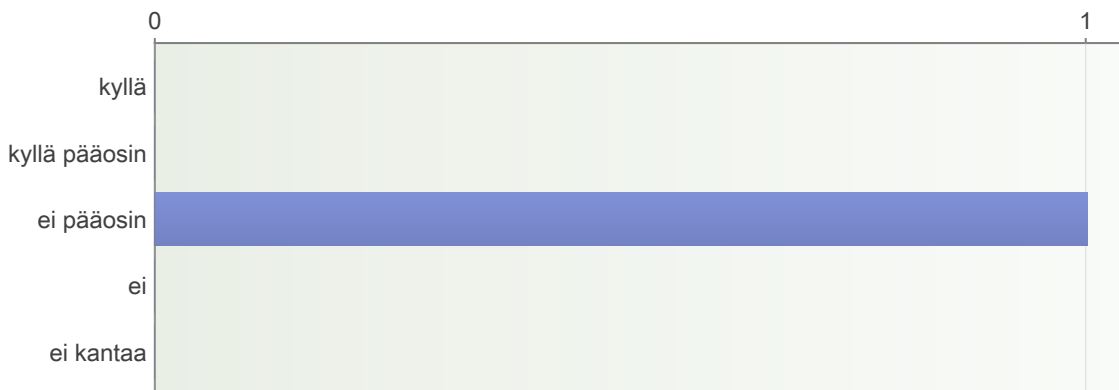 0 1
kyllä
kyllä pääosin
ei pääosin
ei
ei kantaa